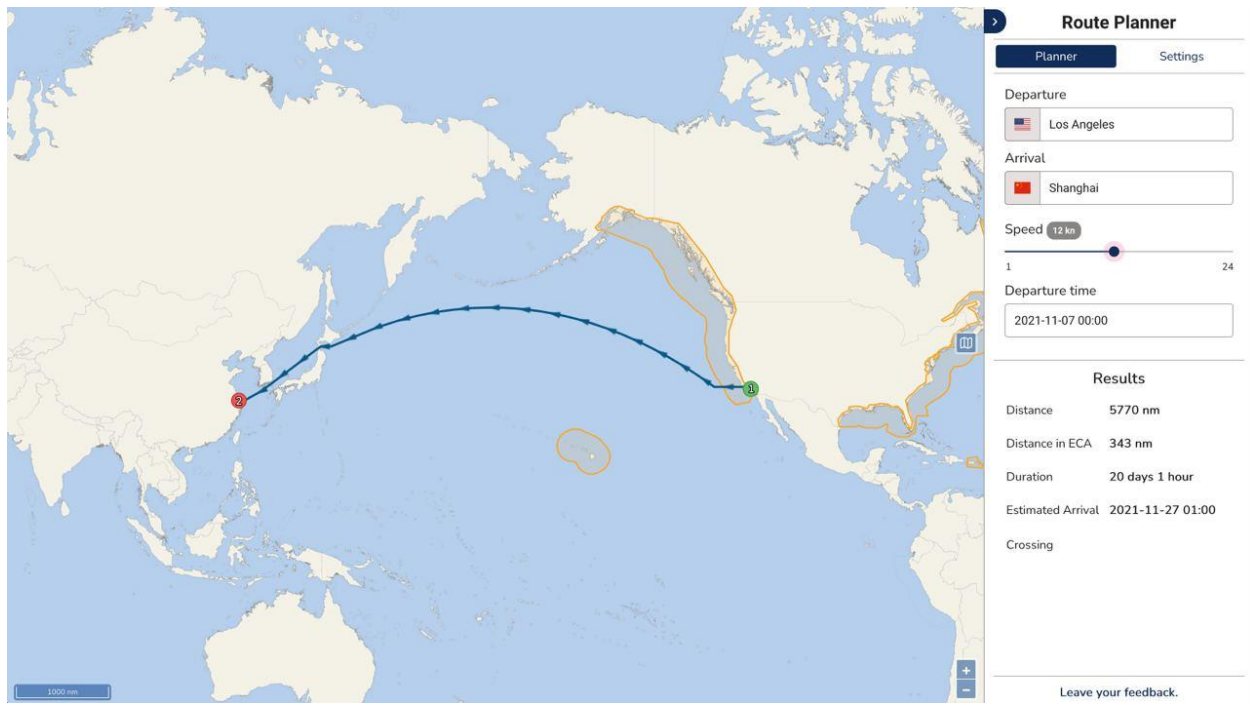 1
2
1000 nm
+
−
Route Planner
Planner Settings
Departure
Los Angeles
Arrival
Shanghai
Speed 12 kn
1 24
Departure time
2021-11-07 00:00
Results
Distance 5770 nm
Distance in ECA 343 nm
Duration 20 days 1 hour
Estimated Arrival 2021-11-27 01:00
Crossing
Leave your feedback.